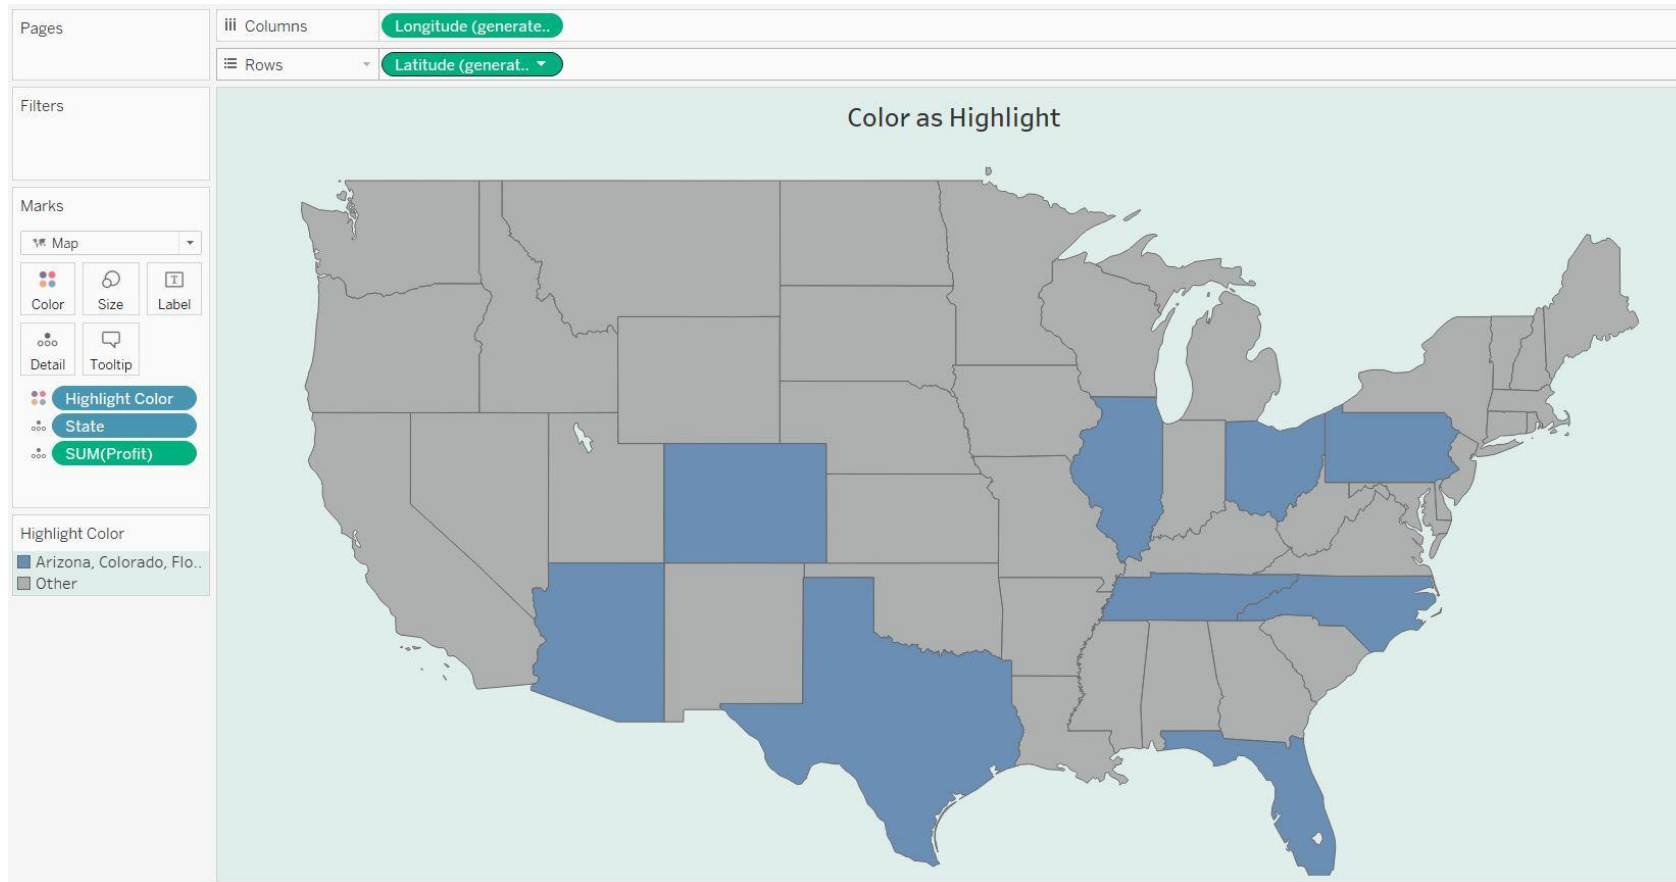 Pages
iii Columns
Longitude (generate..
Rows
Latitude (generat..
Filters
Color as Highlight
Marks
Map
Color
Size
T
Label
Detail
Tooltip
Highlight Color
State
SUM(Profit)
Highlight Color
Arizona, Colorado, Flo..
Other